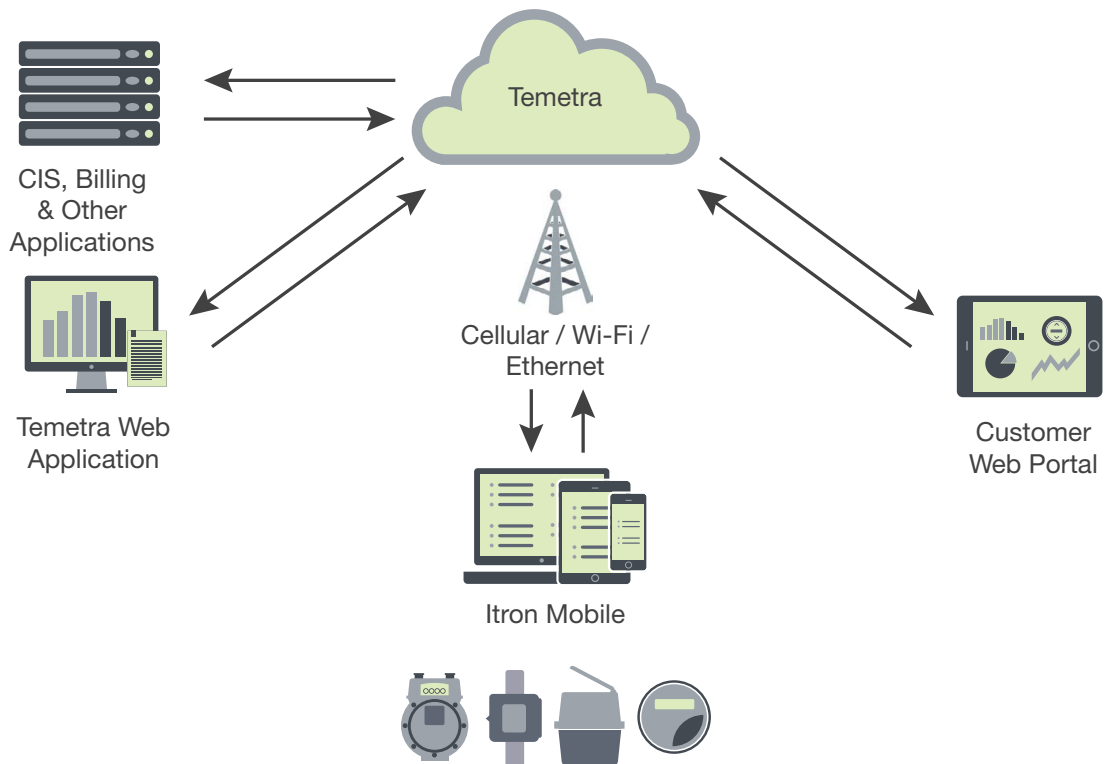 Temetra
CIS, Billing
& Other
Applications
Cellular / Wi-Fi /
Ethernet
Temetra Web
Application
Customer
Web Portal
Itron Mobile